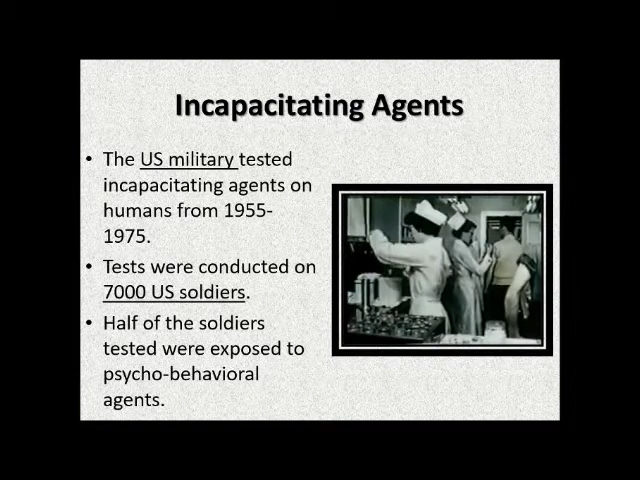 Incapacitating Agents
• The US military tested
incapacitating agents on
humans from 1955-
1975.
• Tests were conducted on
7000 US soldiers.
• Half of the soldiers
tested were exposed to
psycho-behavioral
agents.